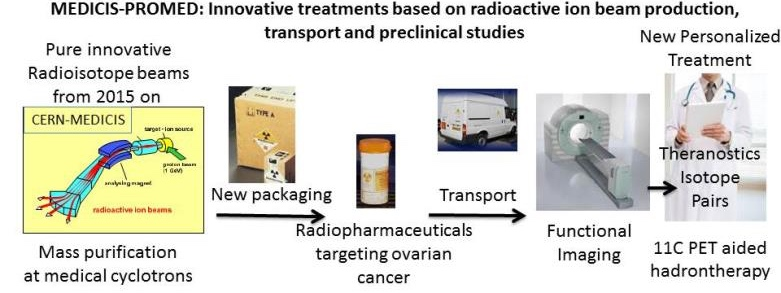 MEDICIS-PROMED: Innovative treatments based on radioactive ion beam production,
transport and preclinical studies
Pure innovative
Radioisotope beams
from 2015 on
CERN-MEDICIS
target - ion source
proton beam
(1 GeV)
analysing magnet
radioactive ion beams
Mass purification
at medical cyclotrons
TYPE A
New packaging
Radiopharmaceuticals
targeting ovarian
cancer
Transport
Functional
Imaging
New Personalized
Treatment
Theranostics
Isotope
Pairs
11C PET aided
hadrontherapy